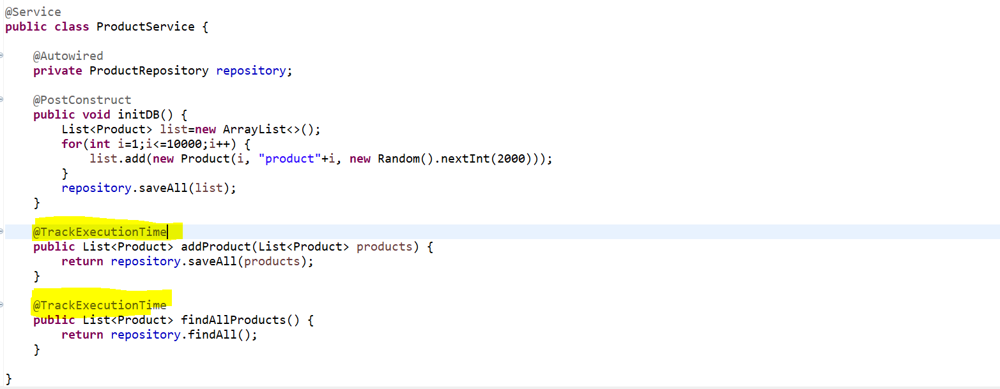 @Service
public class ProductService {
@Autowired
private ProductRepository repository;
@PostConstruct
public void initDB() {
List<Product> list=new ArrayList<>();
for(int i=1;i<=10000;i++) {
list.add(new Product(i, "product"+i, new Random().nextInt(2000)));
}
repository.saveAll(list);
}
@TrackExecutionTime
public List<Product> addProduct(List<Product> products) {
return repository.saveAll(products);
}
@TrackExecutionTime
public List<Product> findAllProducts() {
return repository.findAll();
}
}